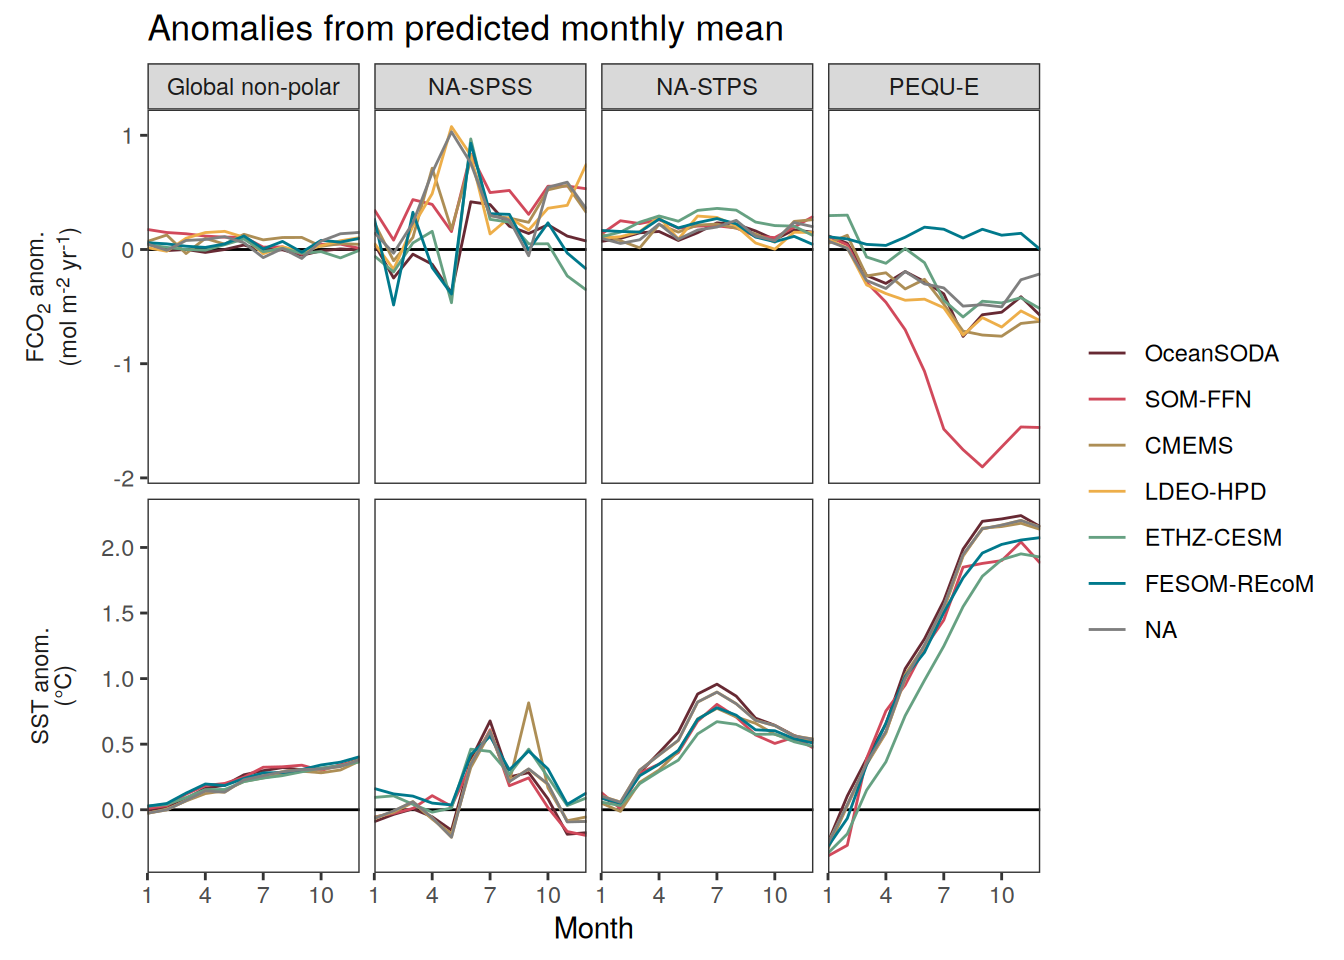 Anomalies from predicted monthly mean
Global non-polar NA-SPSS NA-STPS PEQU-E
FCO2 anom.
(mol m-2 yr-1)
1
0
-1
-2
SST anom.
(°C)
2.0
1.5
1.0
0.5
0.0
1 4 7 10 1 4 7 10 1 4 7 10 1 4 7 10
Month
OceanSODA
SOM-FFN
CMEMS
LDEO-HPD
ETHZ-CESM
FESOM-REcoM
NA